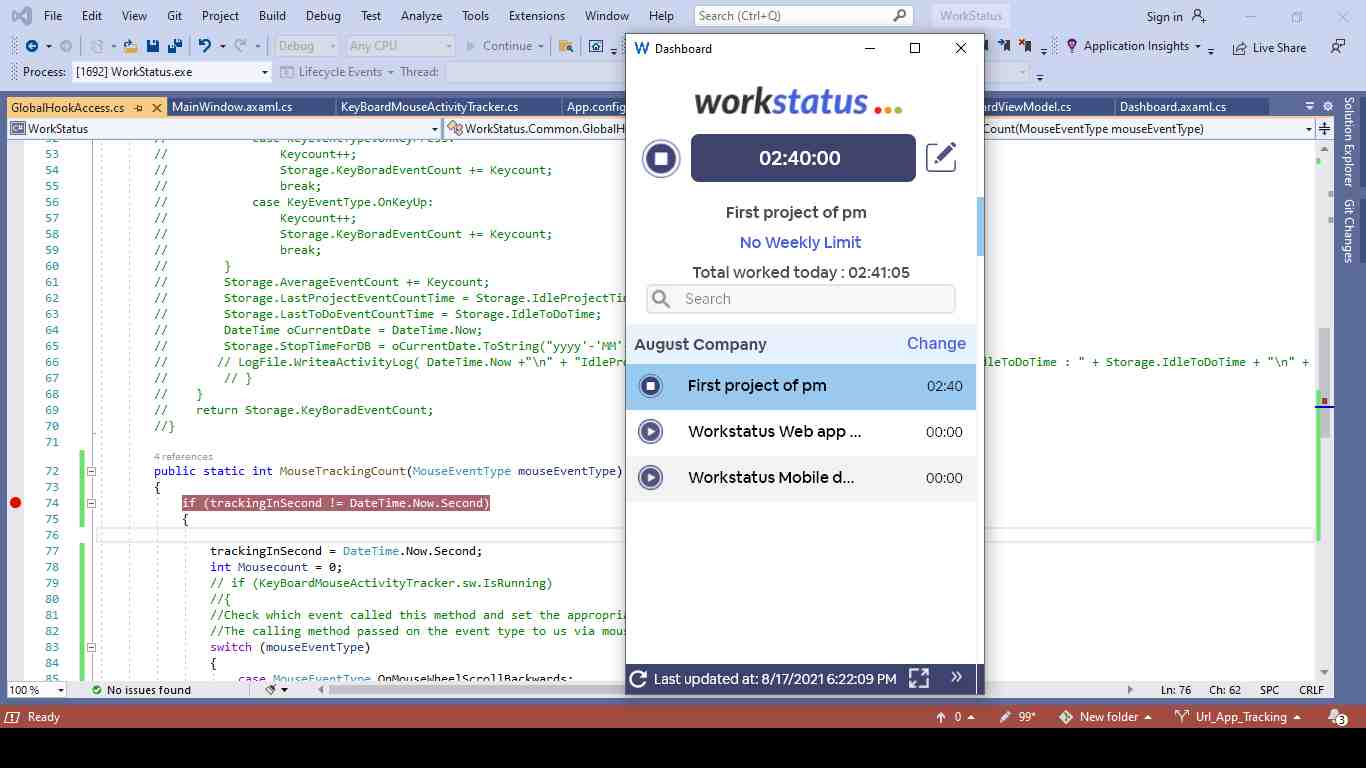 File Edit View Git Project Build Debug Test Analyze Tools Extensions Window Help Search (Ctrl+Q) WorkStatus Sign in
Debug Any CPU Continue Application Insights Live Share
Process: [1692] WorkStatus.exe Lifecycle Events Thread:
GlobalHookAccess.cs MainWindow.axaml.cs KeyBoardMouseActivityTracker.cs App.config ardViewModel.cs Dashboard.axaml.cs
WorkStatus WorkStatus.Common.GlobalH Count(MouseEventType mouseEventType)
53 // Keycount++;
54 // Storage.KeyBoradEventCount += Keycount;
55 // break;
56 // case KeyEventType.OnKeyUp:
57 // Keycount++;
58 // Storage.KeyBoradEventCount += Keycount;
59 // break;
60 // }
61 // Storage.AverageEventCount += Keycount;
62 // Storage.LastProjectEventCountTime = Storage.IdleProjectTi
63 // Storage.LastToDoEventCountTime = Storage.IdleToDoTime;
64 // DateTime oCurrentDate = DateTime.Now;
65 // Storage.StopTimeForDB = oCurrentDate.ToString("yyyy'-'MM'
66 // // LogFile.WriteaActivityLog( DateTime.Now +"\n" + "IdlePr leToDoTime : " + Storage.IdleToDoTime + "\n" +
67 // // }
68 // }
69 // return Storage.KeyBoradEventCount;
70 //}
71
4 references
72 public static int MouseTrackingCount(MouseEventType mouseEventType)
73 {
74 if (trackingInSecond != DateTime.Now.Second)
75 {
76
77 trackingInSecond = DateTime.Now.Second;
78 int Mousecount = 0;
79 // if (KeyBoardMouseActivityTracker.sw.IsRunning)
80 //{
81 //Check which event called this method and set the appropria
82 //The calling method passed on the event type to us via mous
83 switch (mouseEventType)
84 {
85 case MouseEventType.OnMouseWheelScrollBackwards:
100 % No issues found Ln: 76 Ch: 62 SPC CRLF
Ready 0 99* New folder Url_App_Tracking 3
Solution Explorer
Git Changes
W Dashboard
workstatus
02:40:00
First project of pm
No Weekly Limit
Total worked today : 02:41:05
Search
August Company Change
First project of pm 02:40
Workstatus Web app ... 00:00
Workstatus Mobile d... 00:00
Last updated at: 8/17/2021 6:22:09 PM »